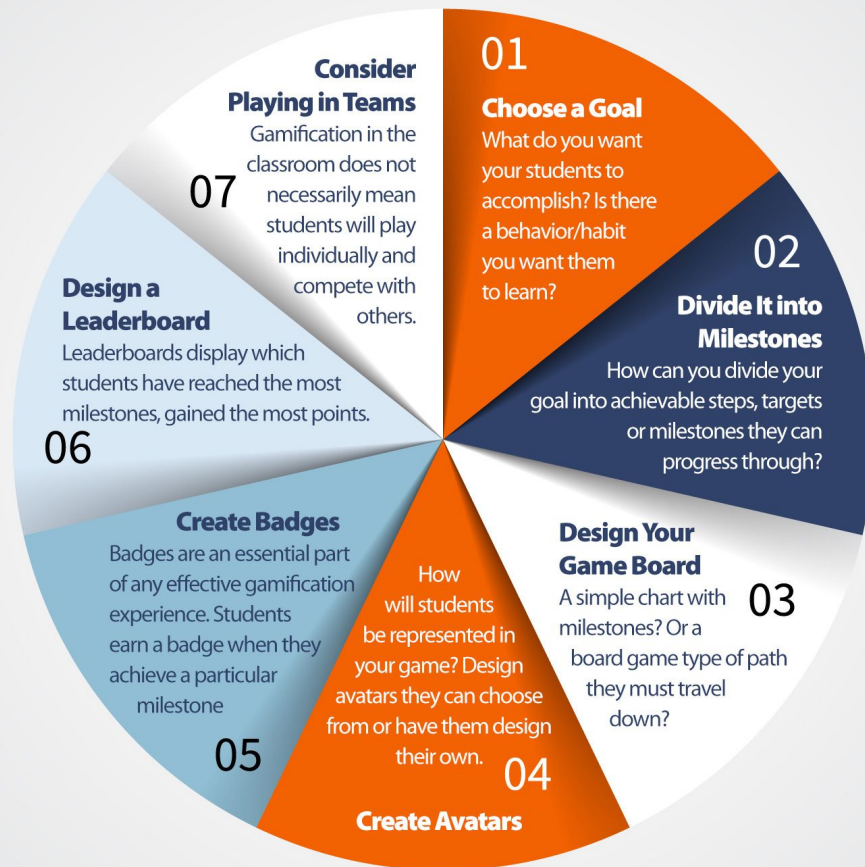 01
Choose a Goal
What do you want
your students to
accomplish? Is there
a behavior/habit
you want them
to learn?
02
Divide It into
Milestones
How can you divide your
goal into achievable steps, targets
or milestones they can
progress through?
Design Your
Game Board
03
A simple chart with
milestones? Or a
board game type of path
they must travel
down?
How
will students
be represented in
your game? Design
avatars they can choose
from or have them design
their own.
04
Create Avatars
Create Badges
Badges are an essential part
of any effective gamification
experience. Students
earn a badge when they
achieve a particular
milestone
05
Design a
Leaderboard
Leaderboards display which
students have reached the most
milestones, gained the most points.
06
Consider
Playing in Teams
Gamification in the
classroom does not
necessarily mean
students will play
individually and
compete with
others.
07